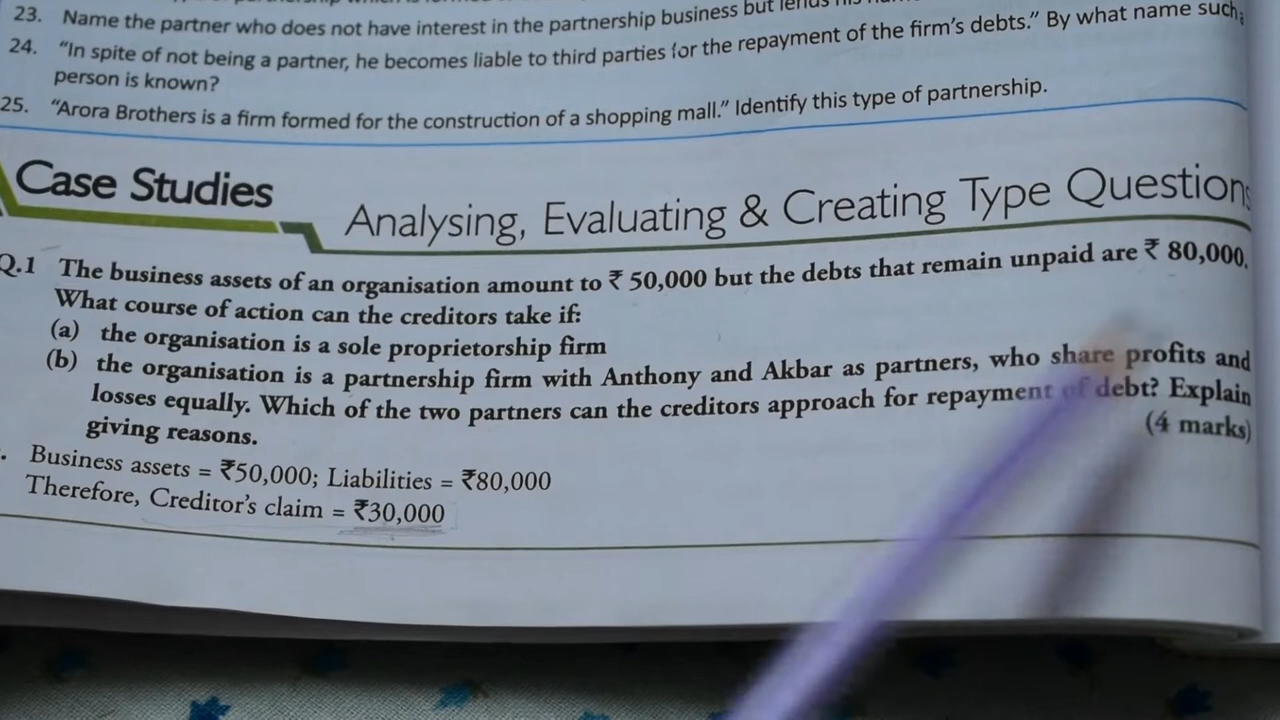 23. Name the partner who does not have interest in the partnership business but lends his
24. “In spite of not being a partner, he becomes liable to third parties for the repayment of the firm’s debts.” By what name such
person is known?
25. “Arora Brothers is a firm formed for the construction of a shopping mall.” Identify this type of partnership.
Case Studies
Analysing, Evaluating & Creating Type Questions
Q.1 The business assets of an organisation amount to ₹ 50,000 but the debts that remain unpaid are ₹ 80,000.
What course of action can the creditors take if:
(a) the organisation is a sole proprietorship firm
(b) the organisation is a partnership firm with Anthony and Akbar as partners, who share profits and
losses equally. Which of the two partners can the creditors approach for repayment of debt? Explain
giving reasons.
(4 marks)
Business assets = ₹50,000; Liabilities = ₹80,000
Therefore, Creditor’s claim = ₹30,000